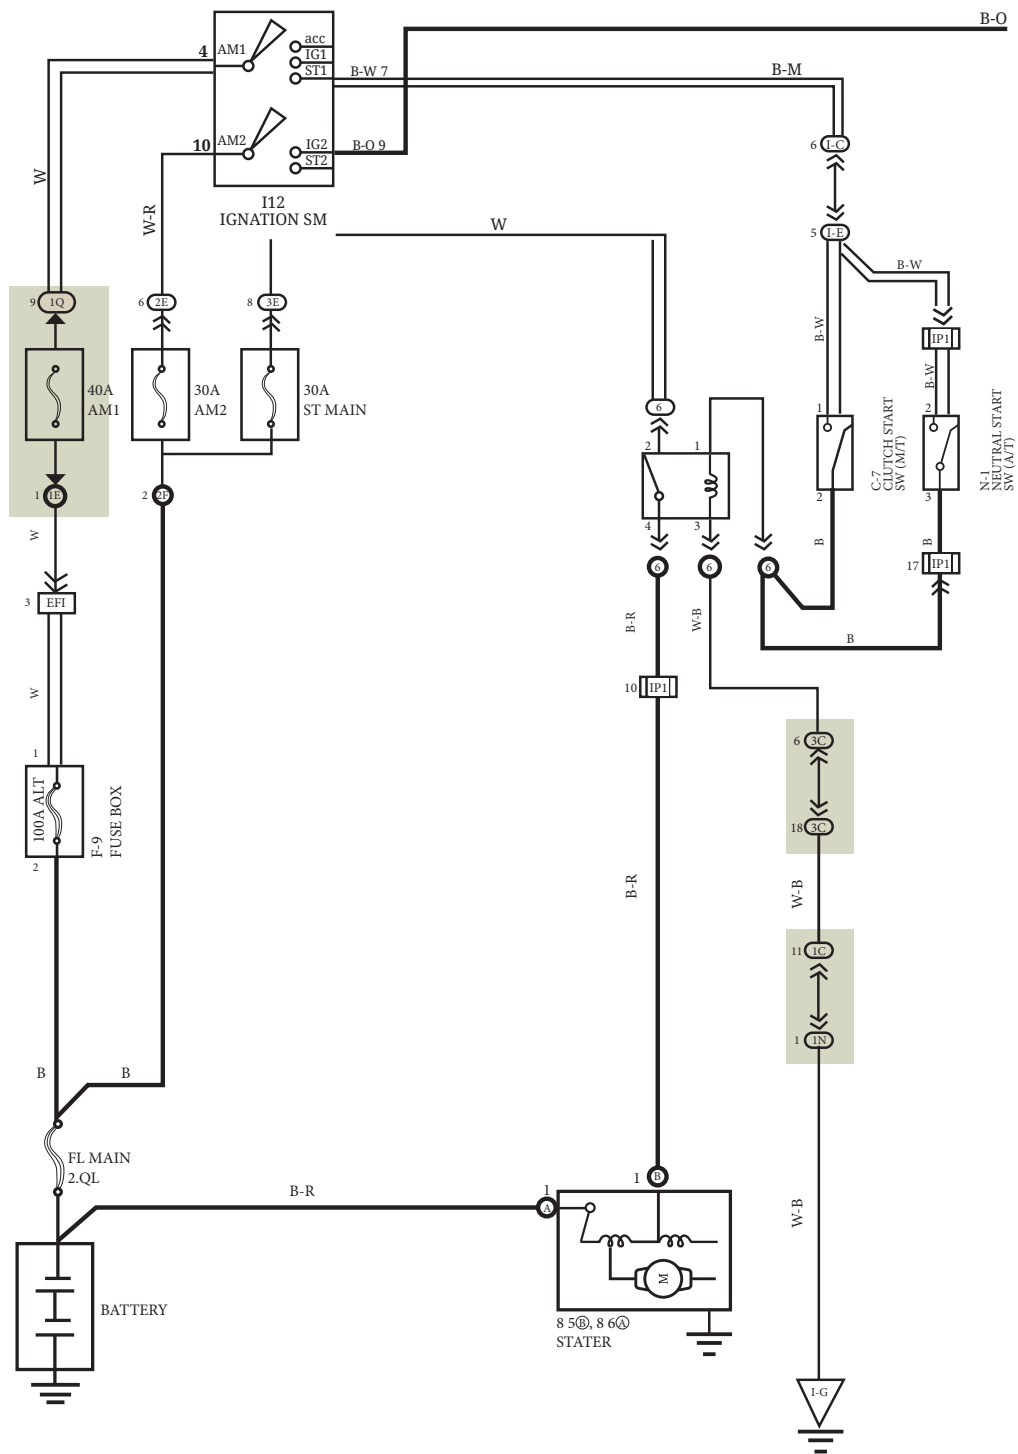 B-O
4
AM1
acc
IG1
ST1
B-W 7
B-M
10
AM2
IG2
ST2
B-O 9
6 I-C
W
W-R
I12
IGNATION SM
W
5 I-E
B-W
9 1Q
6 2E
8 3E
B-W
IP1
B-W
40A
AM1
30A
AM2
30A
ST MAIN
6
1
2
C-7
CLUTCH START
SW (M/T)
N-1
NEUTRAL START
SW (A/T)
2
1
1 1E
2 2F
2
3
4
3
W
B
B
6
6
6
17 IP1
3 EFI
B-R
W-B
B
W
10 IP1
1
6 3C
100A ALT
F-9
FUSE BOX
18 3C
2
B-R
W-B
11 1C
1 1N
B
B
FL MAIN
2.QL
1 B
B-R
1
A
W-B
M
BATTERY
8 5Ⓑ, 8 6Ⓐ
STATER
I-G